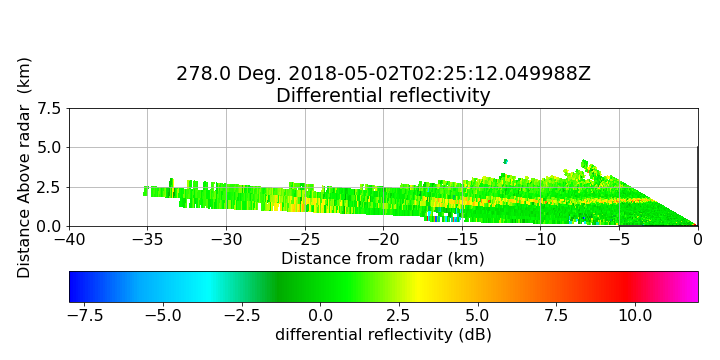 278.0 Deg. 2018-05-02T02:25:12.049988Z
Differential reflectivity
Distance Above radar  (km)
7.5
5.0
2.5
0.0
−40 −35 −30 −25 −20 −15 −10 −5 0
Distance from radar (km)
−7.5 −5.0 −2.5 0.0 2.5 5.0 7.5 10.0
differential reflectivity (dB)